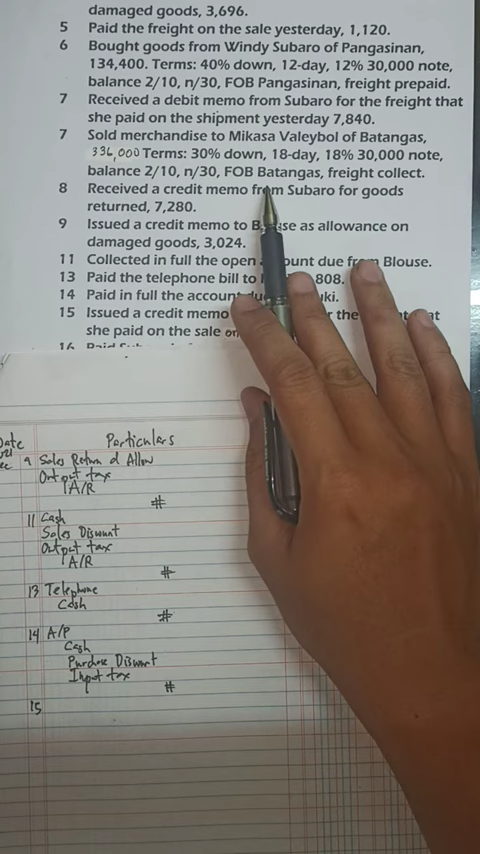 damaged goods, 3,696.
5 Paid the freight on the sale yesterday, 1,120.
6 Bought goods from Windy Subaro of Pangasinan,
134,400. Terms: 40% down, 12-day, 12% 30,000 note,
balance 2/10, n/30, FOB Pangasinan, freight prepaid.
7 Received a debit memo from Subaro for the freight that
she paid on the shipment yesterday 7,840.
7 Sold merchandise to Mikasa Valeybol of Batangas,
336,000 Terms: 30% down, 18-day, 18% 30,000 note,
balance 2/10, n/30, FOB Batangas, freight collect.
8 Received a credit memo from Subaro for goods
returned, 7,280.
9 Issued a credit memo to as allowance on
damaged goods, 3,024.
11 Collected in full the open due from Blouse.
13 Paid the telephone bill to 808.
14 Paid in full the account
15 Issued a credit memo the
she paid on the sale
16
Date Particulars
9 Sales Return d Allow
Output tax
A/R
#
11 Cash
Sales Discount
Output tax
A/R
#
13 Telephone
Cash
#
14 A/P
Cash
Purchase Discount
Input tax
#
15